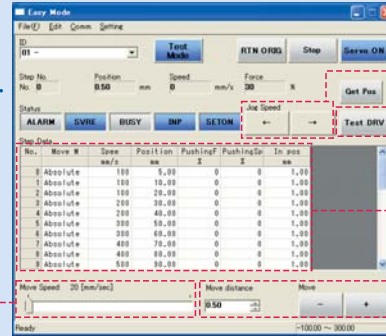 Easy Mode
File(F) Edit Comm Setting
ID
01 -
Test Mode
RTN ORIG Stop Servo ON
Step No. Position Speed Force
No. 0 0.50 mm 0 mm/s 30 N
Get Pos
Status Jog Speed
ALARM SVRE BUSY INP SETON ← → Test DRV
Step Data
No. Move M Spee Position PushingF PushingSp In pos
mm/s mm % % mm
0 Absolute 100 5.00 0 0 1.00
1 Absolute 100 10.00 0 0 1.00
2 Absolute 100 20.00 0 0 1.00
3 Absolute 200 30.00 0 0 1.00
4 Absolute 200 40.00 0 0 1.00
5 Absolute 300 50.00 0 0 1.00
6 Absolute 300 60.00 0 0 1.00
7 Absolute 400 70.00 0 0 1.00
8 Absolute 400 80.00 0 0 1.00
9 Absolute 500 90.00 0 0 1.00
Move Speed 20 [mm/sec] Move distance Move
0.50 - +
Ready -100.00 ~ 300.00